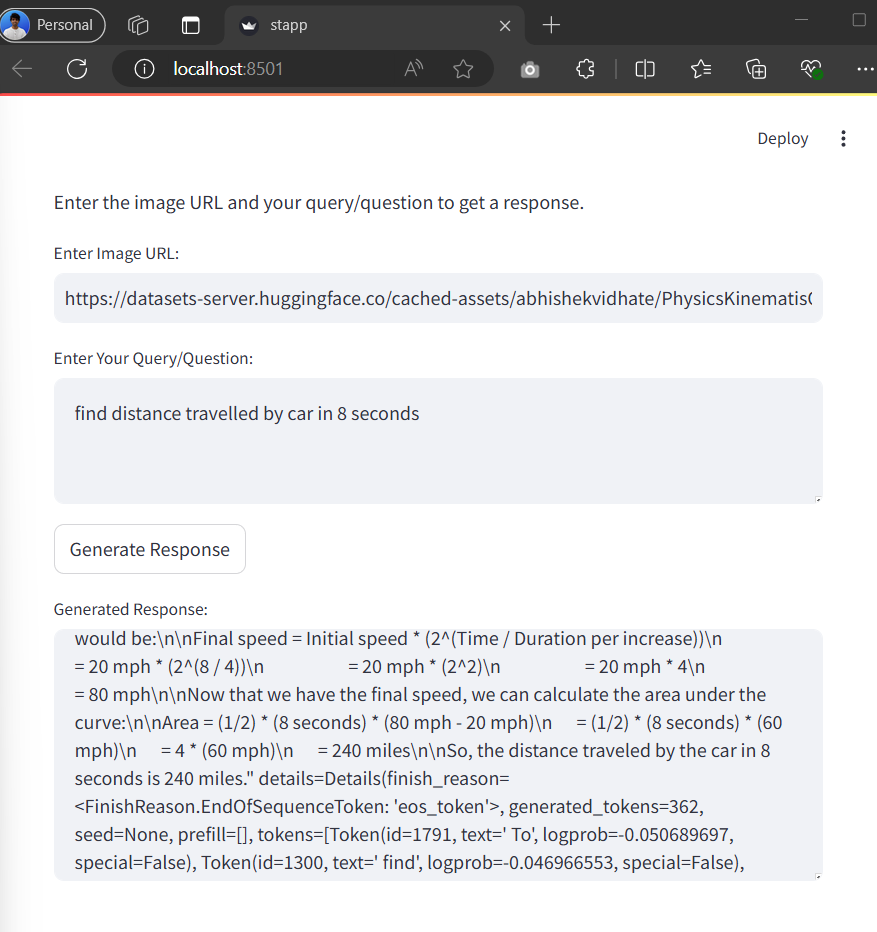 Personal
stapp
localhost:8501
Deploy
Enter the image URL and your query/question to get a response.
Enter Image URL:
https://datasets-server.huggingface.co/cached-assets/abhishekvidhate/PhysicsKinematis
Enter Your Query/Question:
find distance travelled by car in 8 seconds
Generate Response
Generated Response:
would be:\n\nFinal speed = Initial speed * (2^(Time / Duration per increase))\n
= 20 mph * (2^(8 / 4))\n = 20 mph * (2^2)\n = 20 mph * 4\n
= 80 mph\n\nNow that we have the final speed, we can calculate the area under the
curve:\n\nArea = (1/2) * (8 seconds) * (80 mph - 20 mph)\n = (1/2) * (8 seconds) * (60
mph)\n = 4 * (60 mph)\n = 240 miles\n\nSo, the distance traveled by the car in 8
seconds is 240 miles." details=Details(finish_reason=
<FinishReason.EndOfSequenceToken: 'eos_token'>, generated_tokens=362,
seed=None, prefill=[], tokens=[Token(id=1791, text=' To', logprob=-0.050689697,
special=False), Token(id=1300, text=' find', logprob=-0.046966553, special=False),